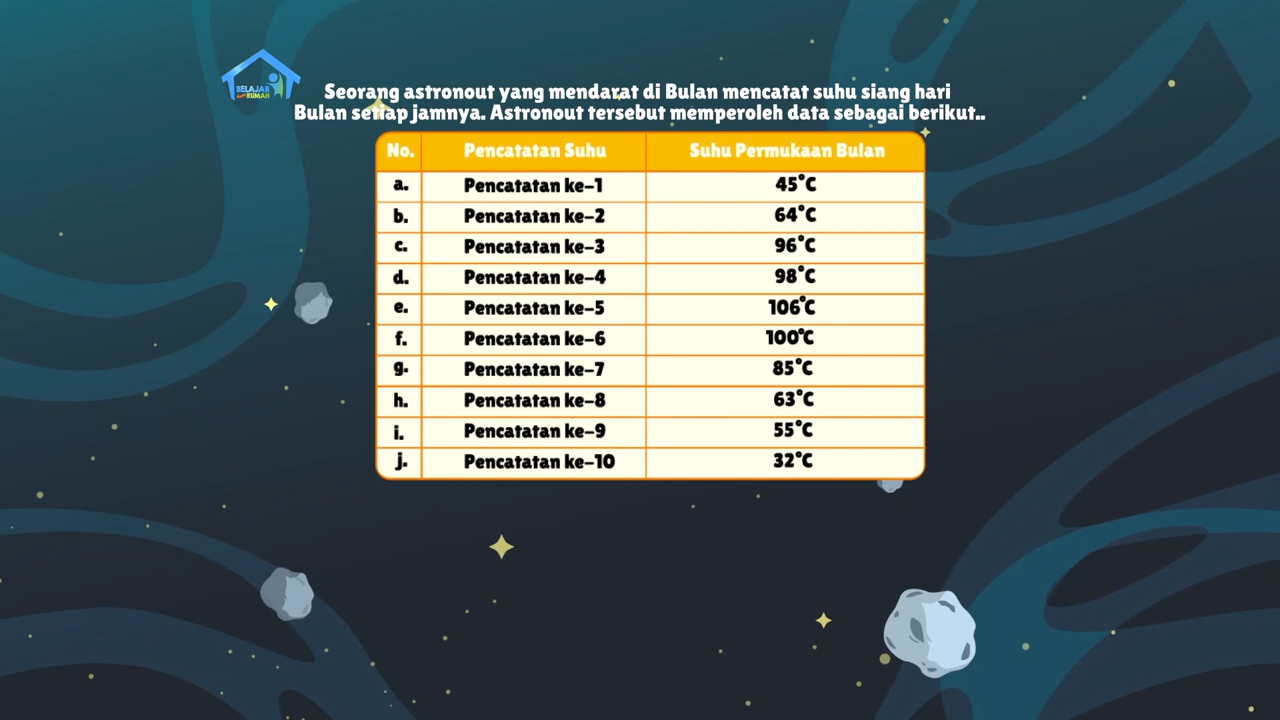 BELAJAR
dari RUMAH
Seorang astronout yang mendarat di Bulan mencatat suhu siang hari
Bulan setiap jamnya. Astronout tersebut memperoleh data sebagai berikut..
No. Pencatatan Suhu Suhu Permukaan Bulan
a. Pencatatan ke-1 45°C
b. Pencatatan ke-2 64°C
c. Pencatatan ke-3 96°C
d. Pencatatan ke-4 98°C
e. Pencatatan ke-5 106°C
f. Pencatatan ke-6 100°C
g. Pencatatan ke-7 85°C
h. Pencatatan ke-8 63°C
i. Pencatatan ke-9 55°C
j. Pencatatan ke-10 32°C